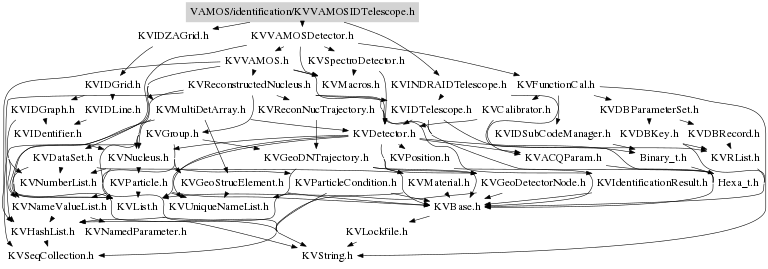 VAMOS/identification/KVVAMOSIDTelescope.h
KVIDZAGrid.h KVVAMOSDetector.h
KVVAMOS.h KVSpectroDetector.h
KVIDGrid.h KVReconstructedNucleus.h KVMacros.h KVINDRAIDTelescope.h KVFunctionCal.h
KVIDGraph.h KVIDLine.h KVMultiDetArray.h KVReconNucTrajectory.h KVIDTelescope.h KVCalibrator.h KVDBParameterSet.h
KVIDentifier.h KVGroup.h KVDetector.h KVIDSubCodeManager.h KVDBKey.h KVDBRecord.h
KVDataSet.h KVNucleus.h KVGeoDNTrajectory.h KVPosition.h KVACQParam.h Binary_t.h KVRList.h
KVNumberList.h KVParticle.h KVGeoStrucElement.h KVParticleCondition.h KVMaterial.h KVGeoDetectorNode.h KVIdentificationResult.h Hexa_t.h
KVNameValueList.h KVList.h KVUniqueNameList.h KVBase.h
KVHashList.h KVNamedParameter.h KVLockfile.h
KVSeqCollection.h KVString.h